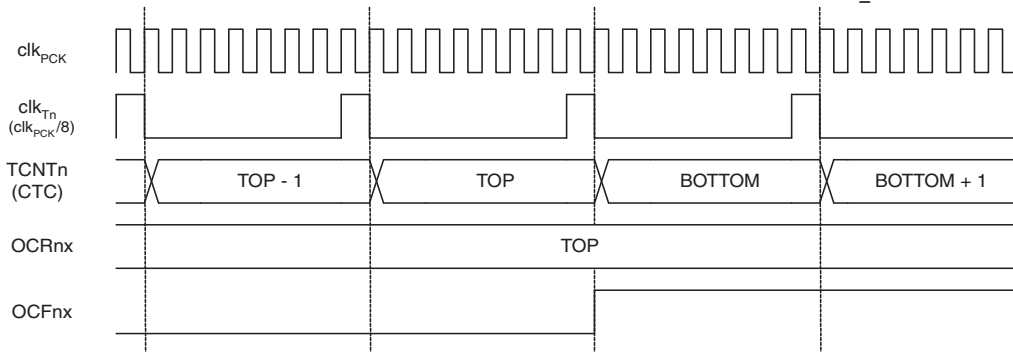 clkPCK
clkTn
(clkPCK/8)
TCNTn
(CTC)
TOP - 1
TOP
BOTTOM
BOTTOM + 1
OCRnx
TOP
OCFnx